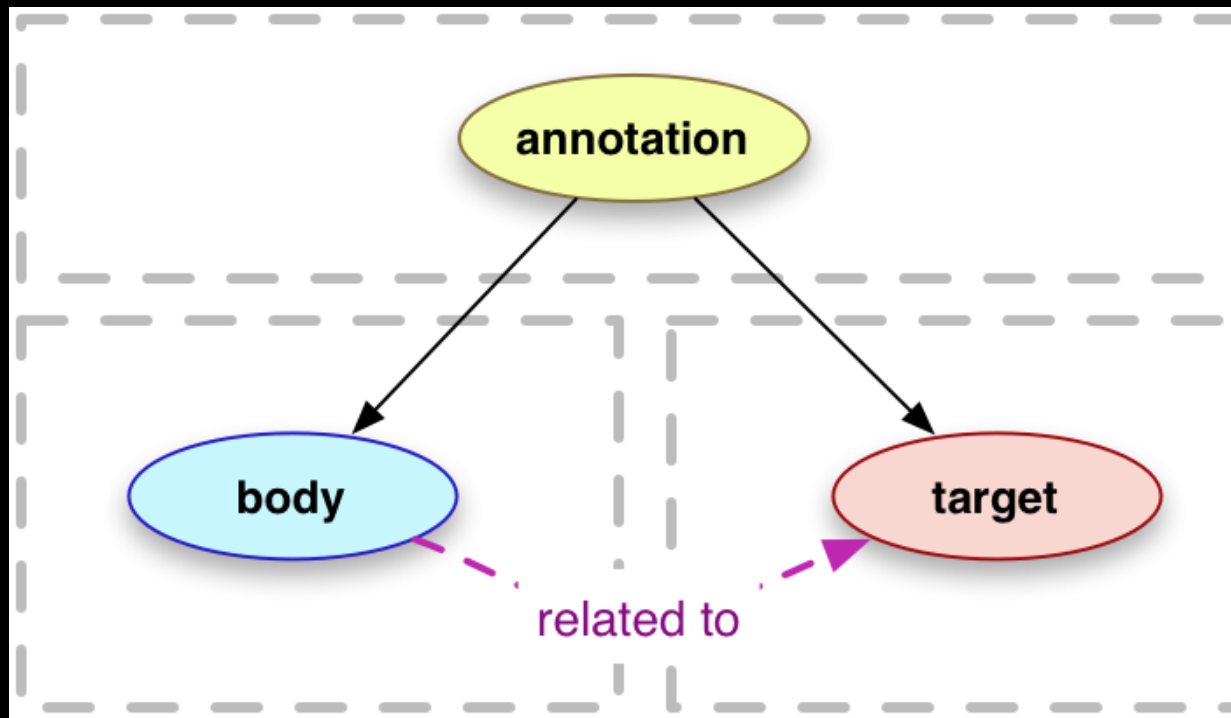 annotation
body
target
related to